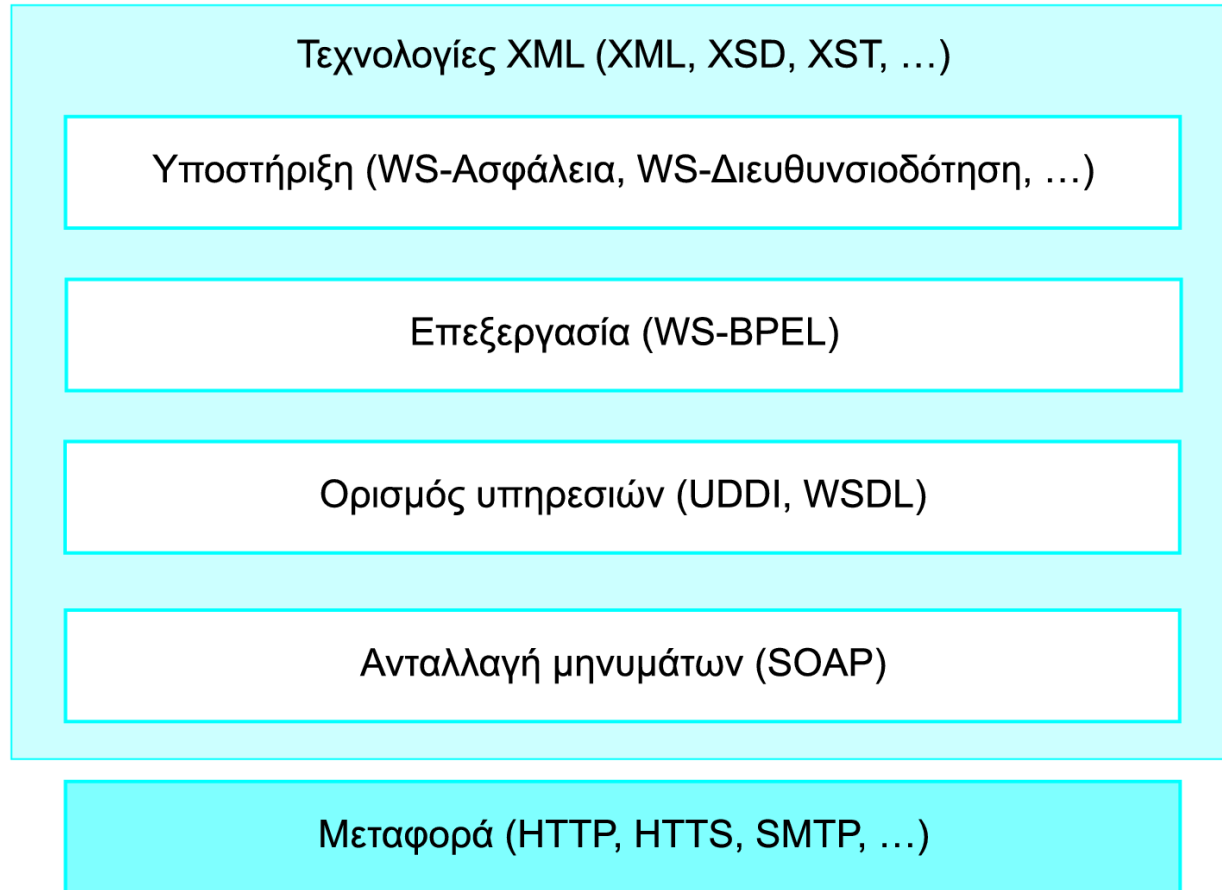 Τεχνολογίες XML (XML, XSD, XST, …)
Υποστήριξη (WS-Ασφάλεια, WS-Διευθυνσιοδότηση, …)
Επεξεργασία (WS-BPEL)
Ορισμός υπηρεσιών (UDDI, WSDL)
Ανταλλαγή μηνυμάτων (SOAP)
Μεταφορά (HTTP, HTTS, SMTP, …)